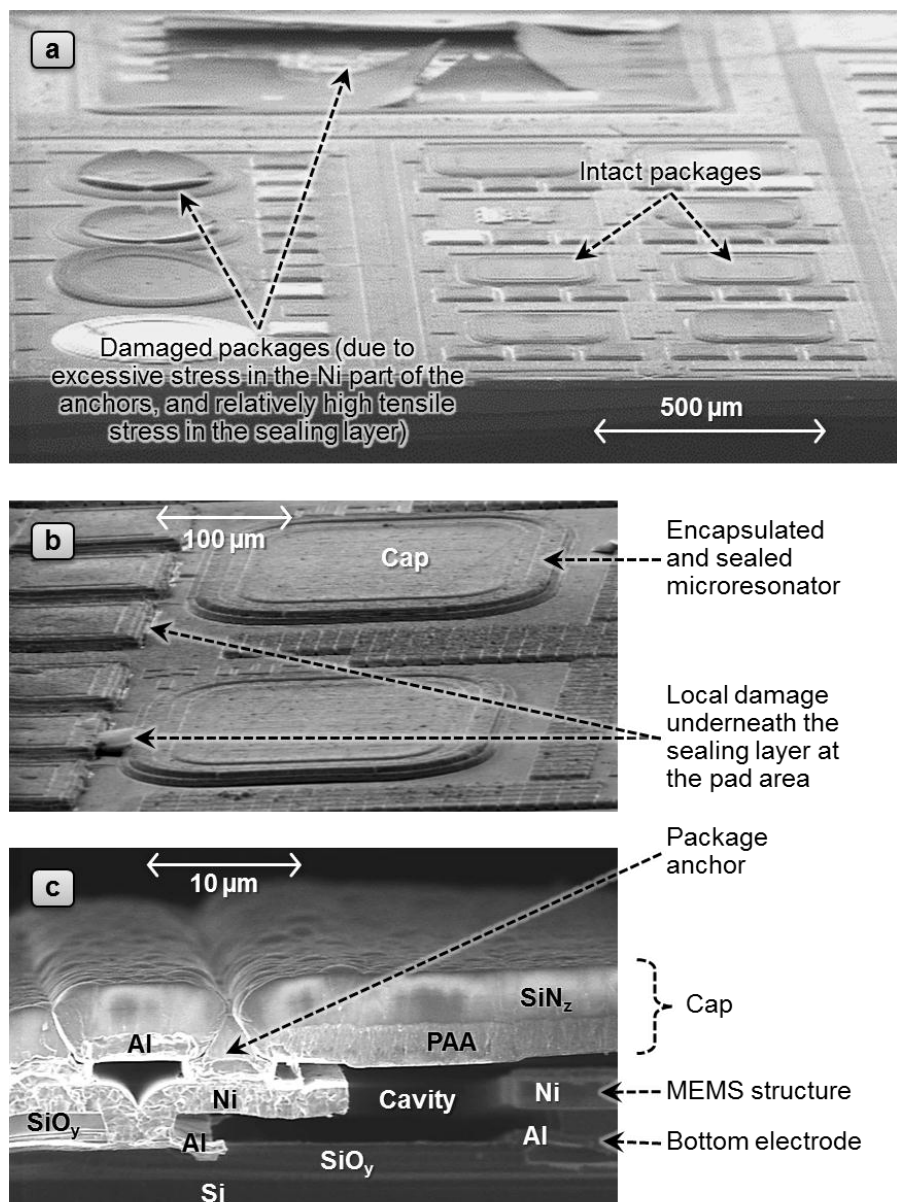 a
Intact packages
Damaged packages (due to
excessive stress in the Ni part of the
anchors, and relatively high tensile
stress in the sealing layer)
500 µm
b
100 µm
Cap
Encapsulated
and sealed
microresonator
Local damage
underneath the
sealing layer at
the pad area
Package
anchor
c
10 µm
SiNz
Cap
Al
PAA
Ni
Cavity
Ni
MEMS structure
SiOy
Al
Al
Bottom electrode
SiOy
Si